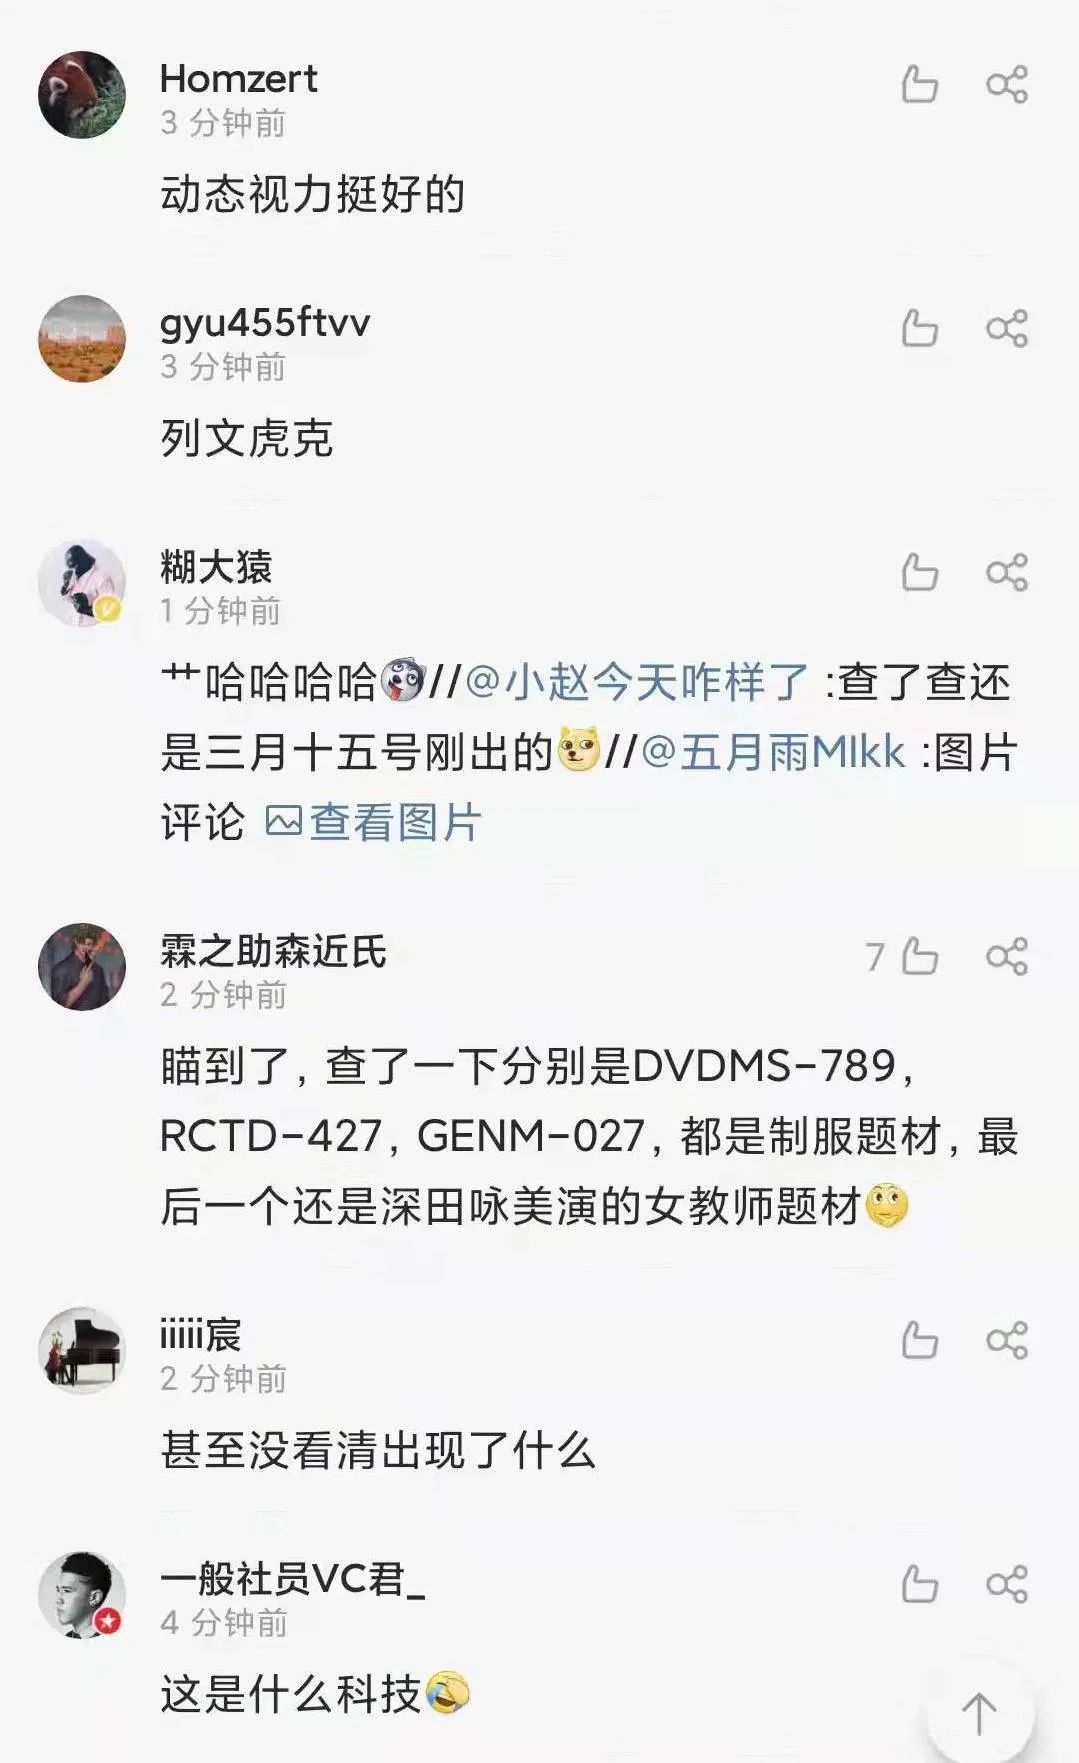 Homzert
3 分钟前
动态视力挺好的
gyu455ftvv
3 分钟前
列文虎克
糊大猿
1 分钟前
艹哈哈哈哈//@小赵今天咋样了 :查了查还
是三月十五号刚出的//@五月雨MIkk :图片
评论 查看图片
霖之助森近氏
7
2 分钟前
瞄到了, 查了一下分别是DVDMS-789,
RCTD-427, GENM-027, 都是制服题材, 最
后一个还是深田咏美演的女教师题材
iiiiii宸
2 分钟前
甚至没看清出现了什么
一般社员VC君_
4 分钟前
这是什么科技